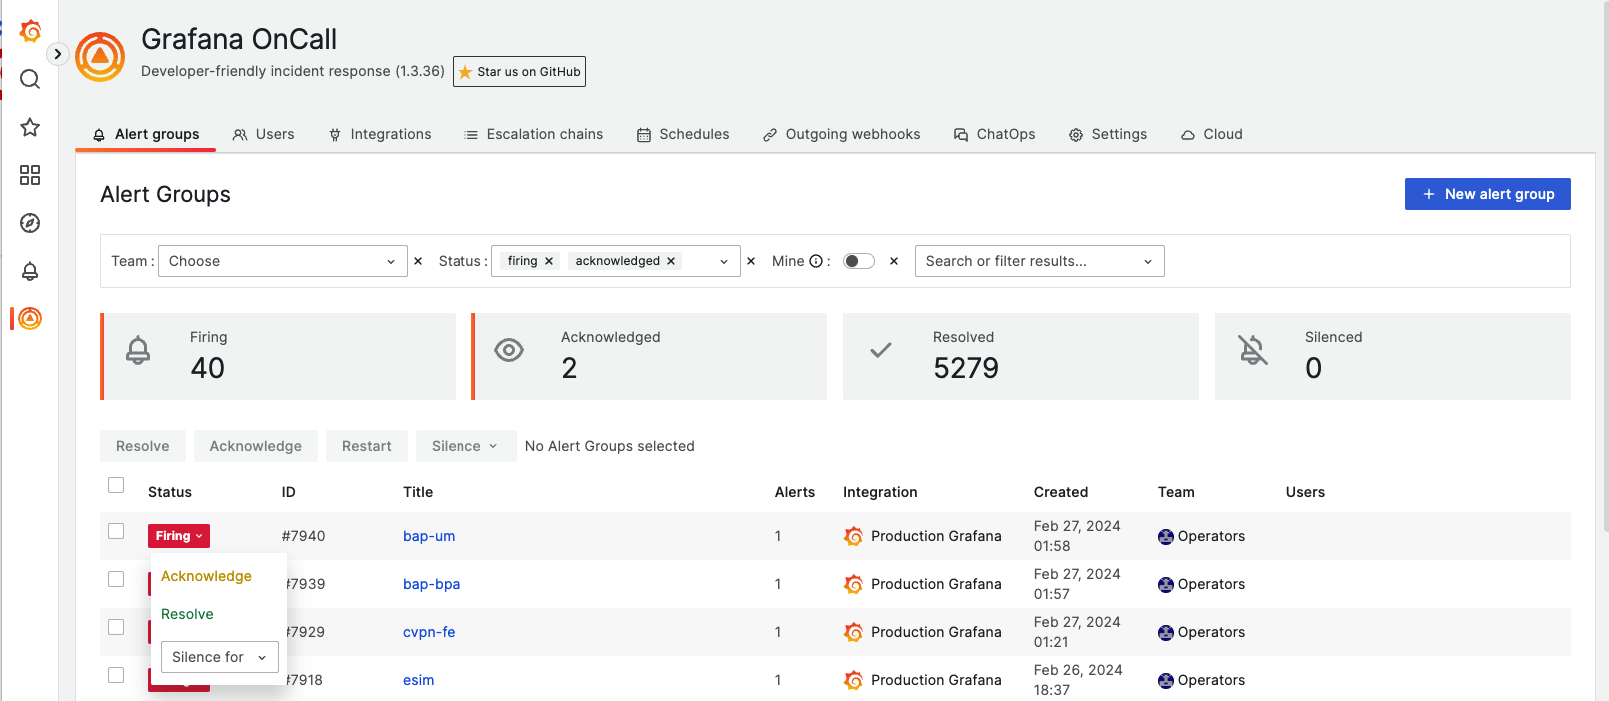 Grafana OnCall
Developer-friendly incident response (1.3.36) Star us on GitHub
Alert groups Users Integrations Escalation chains Schedules Outgoing webhooks ChatOps Settings Cloud
Alert Groups
New alert group
Team : Choose Status : firing acknowledged Mine : Search or filter results...
Firing
40
Acknowledged
2
Resolved
5279
Silenced
0
Resolve Acknowledge Restart Silence No Alert Groups selected
Status ID Title Alerts Integration Created Team Users
Firing #7940 bap-um 1 Production Grafana Feb 27, 2024 01:58 Operators
#7939 bap-bpa 1 Production Grafana Feb 27, 2024 01:57 Operators
#7929 cvpn-fe 1 Production Grafana Feb 27, 2024 01:21 Operators
#7918 esim 1 Production Grafana Feb 26, 2024 18:37 Operators
Acknowledge
Resolve
Silence for